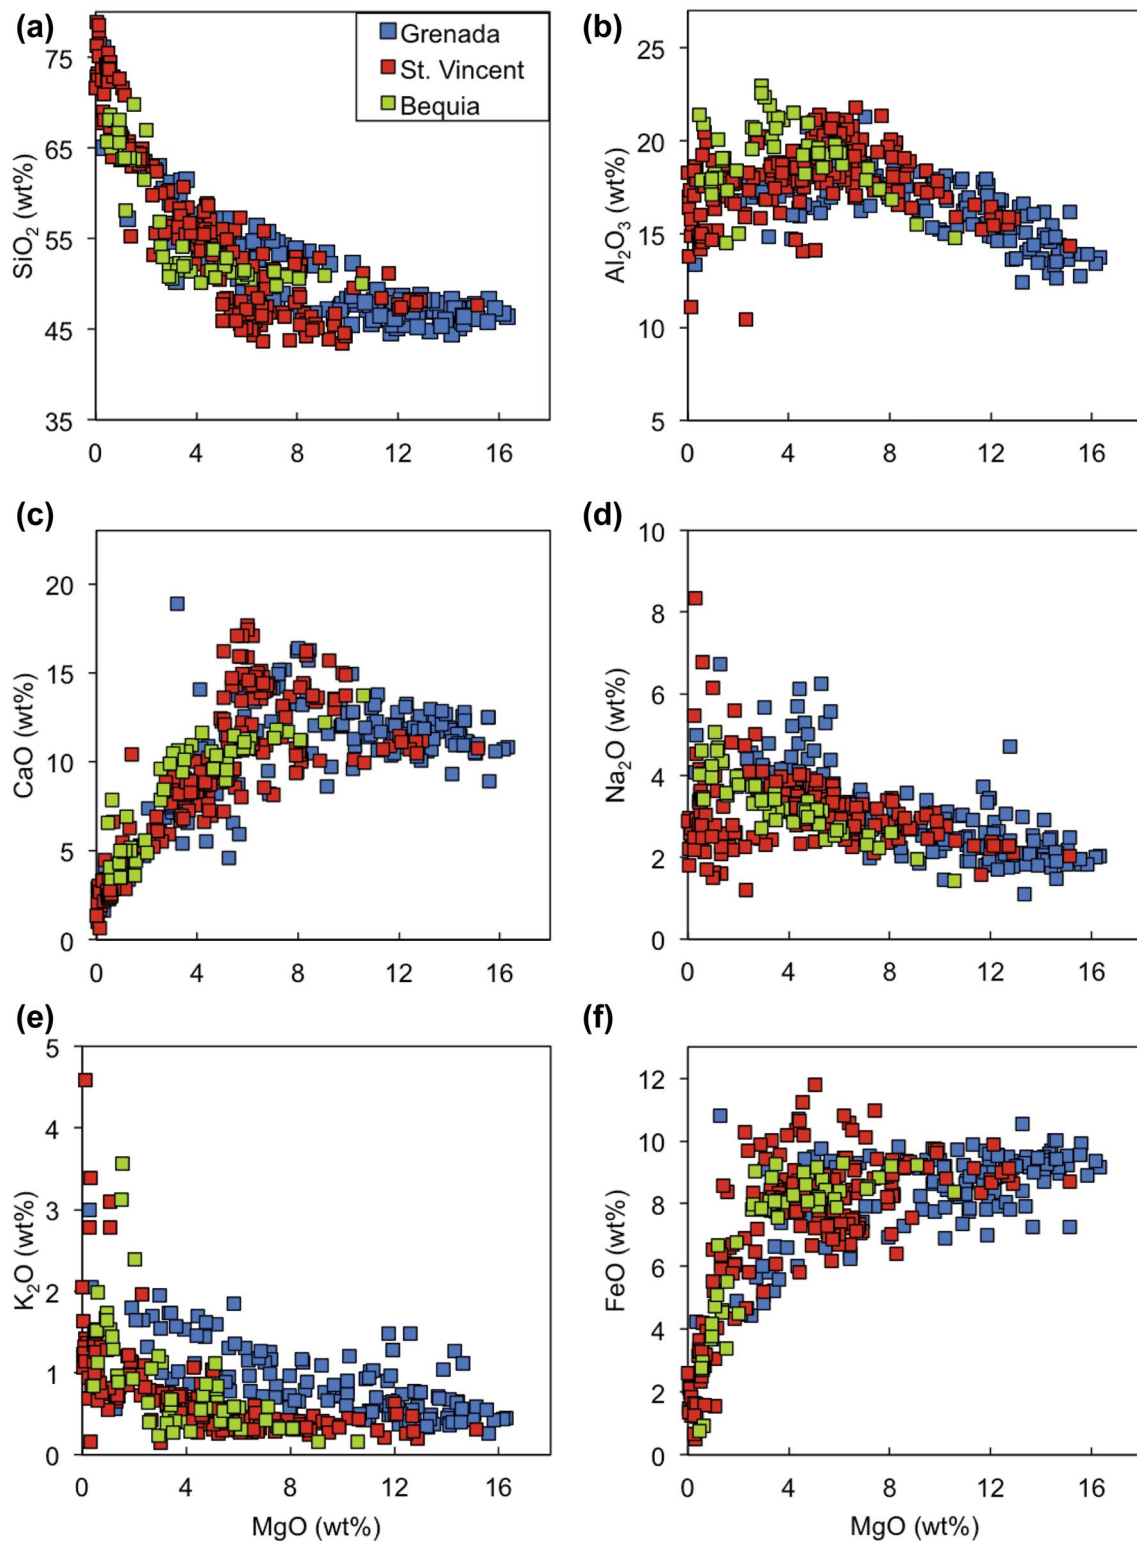 (a)
75
65
55
45
35
SiO2 (wt%)
0 4 8 12 16
Grenada
St. Vincent
Bequia
(b)
25
20
15
10
5
Al2O3 (wt%)
0 4 8 12 16
(c)
20
15
10
5
0
CaO (wt%)
0 4 8 12 16
(d)
10
8
6
4
2
0
Na2O (wt%)
0 4 8 12 16
(e)
5
4
3
2
1
0
K2O (wt%)
0 4 8 12 16
MgO (wt%)
(f)
12
10
8
6
4
2
0
FeO (wt%)
0 4 8 12 16
MgO (wt%)